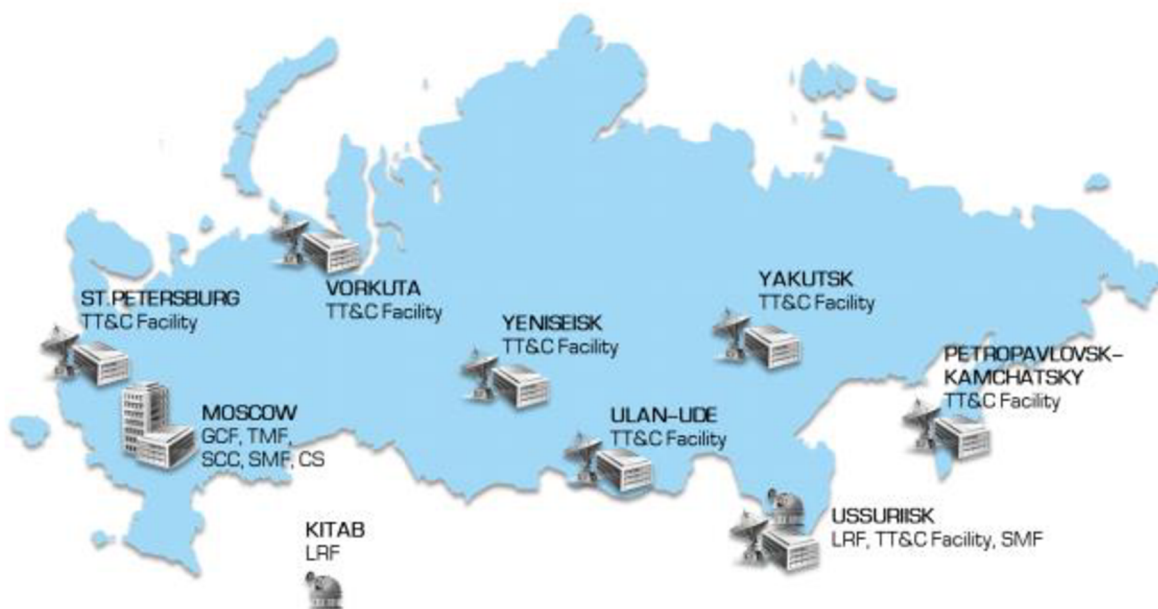 ST.PETERSBURG
TT&C Facility
VORKUTA
TT&C Facility
YENISEISK
TT&C Facility
YAKUTSK
TT&C Facility
PETROPAVLOVSK-
KAMCHATSKY
TT&C Facility
MOSCOW
GCF, TMF,
SCC, SMF, CS
ULAN-UDE
TT&C Facility
KITAB
LRF
USSURIISK
LRF, TT&C Facility, SMF